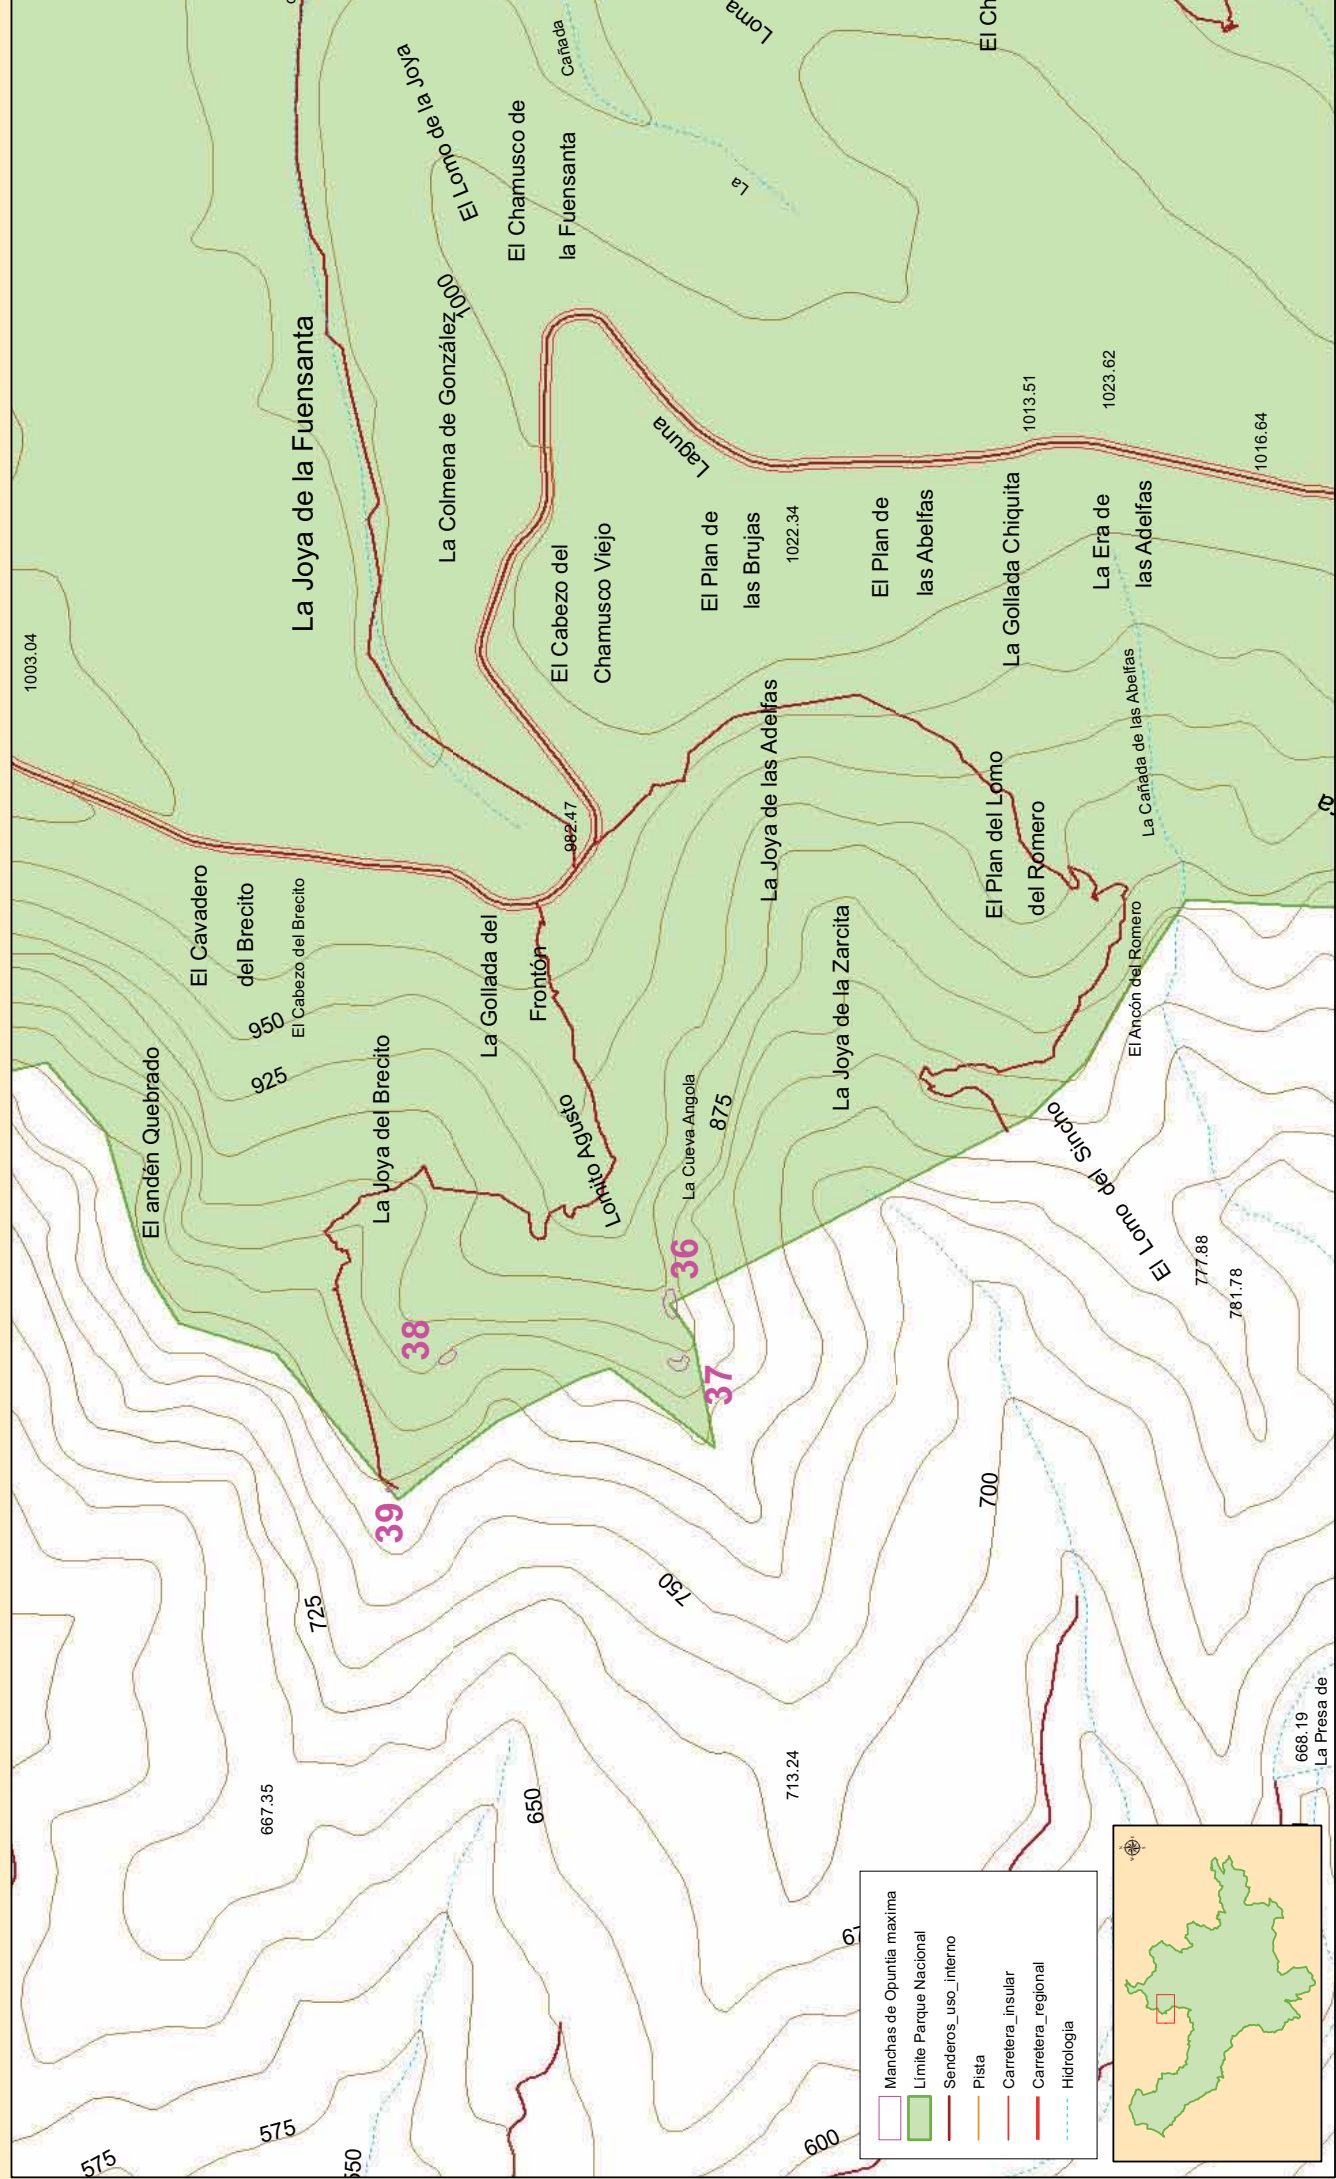 1003.04
La Joya de la Fuensanta
El Lomo de la Joya
El Chamusco de
la Fuensanta
Cañada
La
Loma
El Ch
La Colmena de González
1000
Laguna
El Cabezo del
Chamusco Viejo
El Plan de
las Brujas
1022.34
El Plan de
las Abelfas
La Gollada Chiquita
1013.51
1023.62
La Era de
las Adelfas
1016.64
La Cañada de las Abelfas
La Joya de las Adelfas
El Plan del Lomo
del Romero
982.47
El Cavadero
del Brecito
El Cabezo del Brecito
950
925
La Gollada del
Frontón
El andén Quebrado
La Joya del Brecito
Lomito Agusto
La Cueva Angola
875
La Joya de la Zarcita
El Ancón del Romero
El Lomo del Sincho
777.88
781.78
36
37
38
39
700
725
750
667.35
650
713.24
668.19
La Presa de
67
575
575
550
600
Manchas de Opuntia maxima
Límite Parque Nacional
Senderos_uso_interno
Pista
Carretera_insular
Carretera_regional
Hidrologia